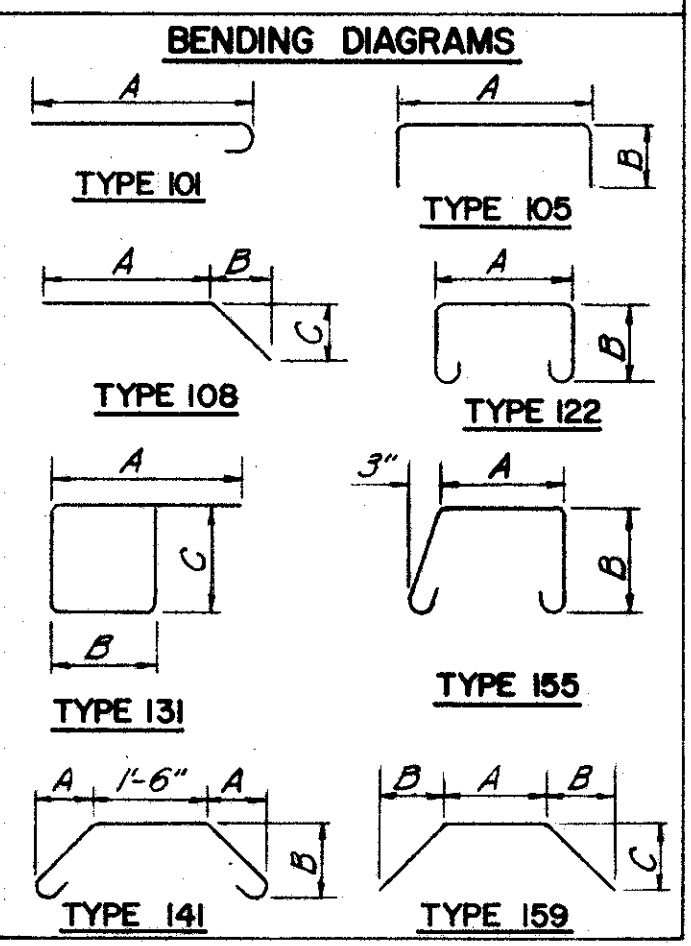 BENDING DIAGRAMS
A
TYPE 101
A
B
TYPE 105
A B
C
TYPE 108
A
B
TYPE 122
A
C
B
TYPE 131
3" A
B
TYPE 155
A 1'-6" A
B
TYPE 141
B A B
C
TYPE 159